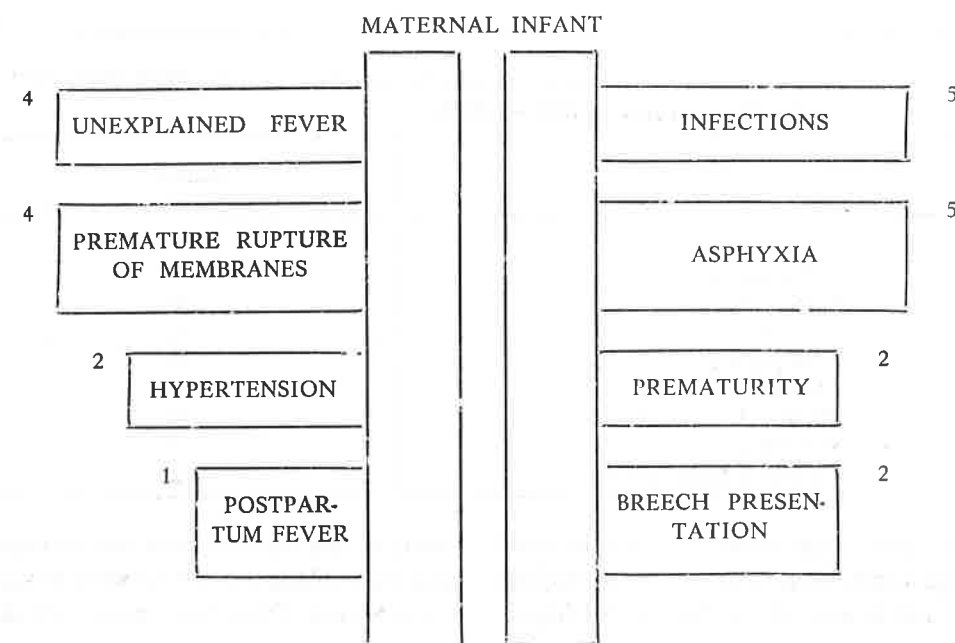 MATERNAL INFANT
4
UNEXPLAINED FEVER
5
INFECTIONS
4
PREMATURE RUPTURE
OF MEMBRANES
5
ASPHYXIA
2
HYPERTENSION
2
PREMATURITY
1
POSTPAR-
TUM FEVER
2
BREECH PRESEN-
TATION